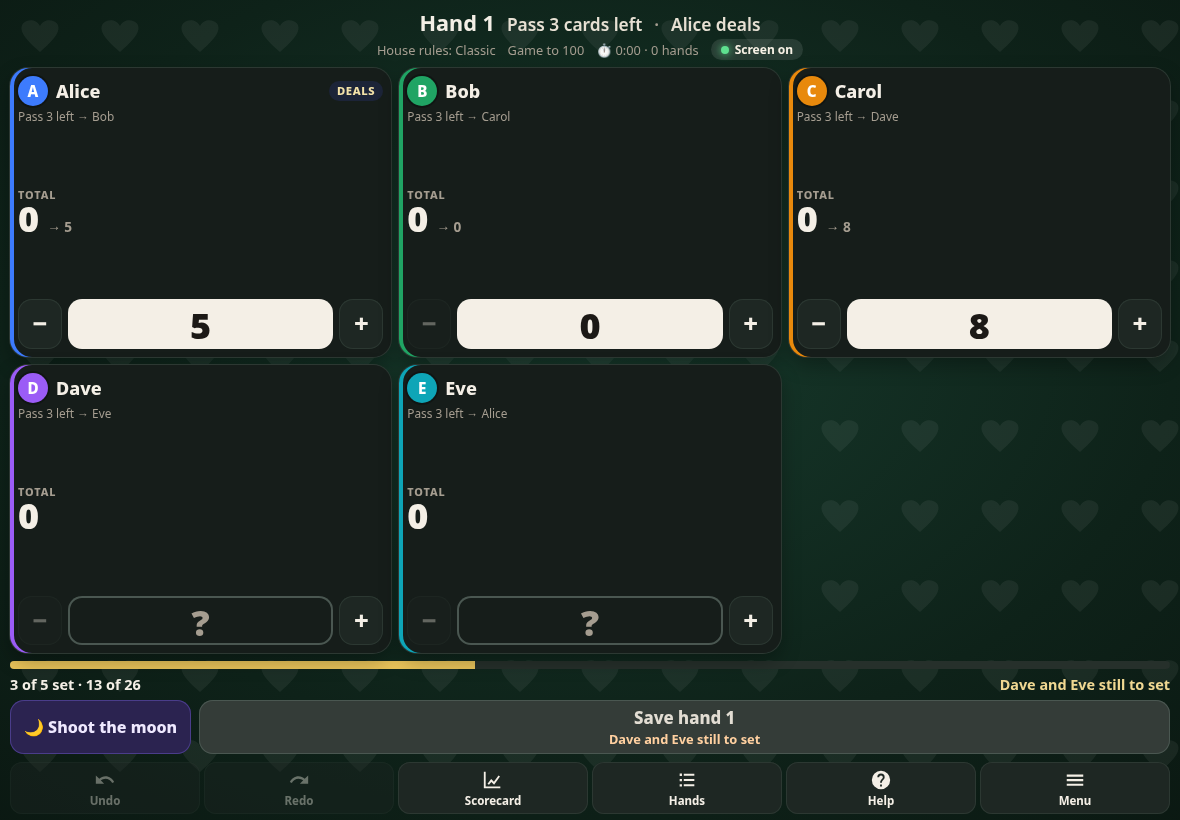 Hand 1 Pass 3 cards left · Alice deals
House rules: Classic Game to 100 ⏱ 0:00 · 0 hands Screen on
A Alice DEALS
Pass 3 left → Bob
TOTAL
0 → 5
− 5 +
B Bob
Pass 3 left → Carol
TOTAL
0 → 0
− 0 +
C Carol
Pass 3 left → Dave
TOTAL
0 → 8
− 8 +
D Dave
Pass 3 left → Eve
TOTAL
0
− ? +
E Eve
Pass 3 left → Alice
TOTAL
0
− ? +
3 of 5 set · 13 of 26
Dave and Eve still to set
🌙 Shoot the moon
Save hand 1
Dave and Eve still to set
Undo
Redo
Scorecard
Hands
Help
Menu